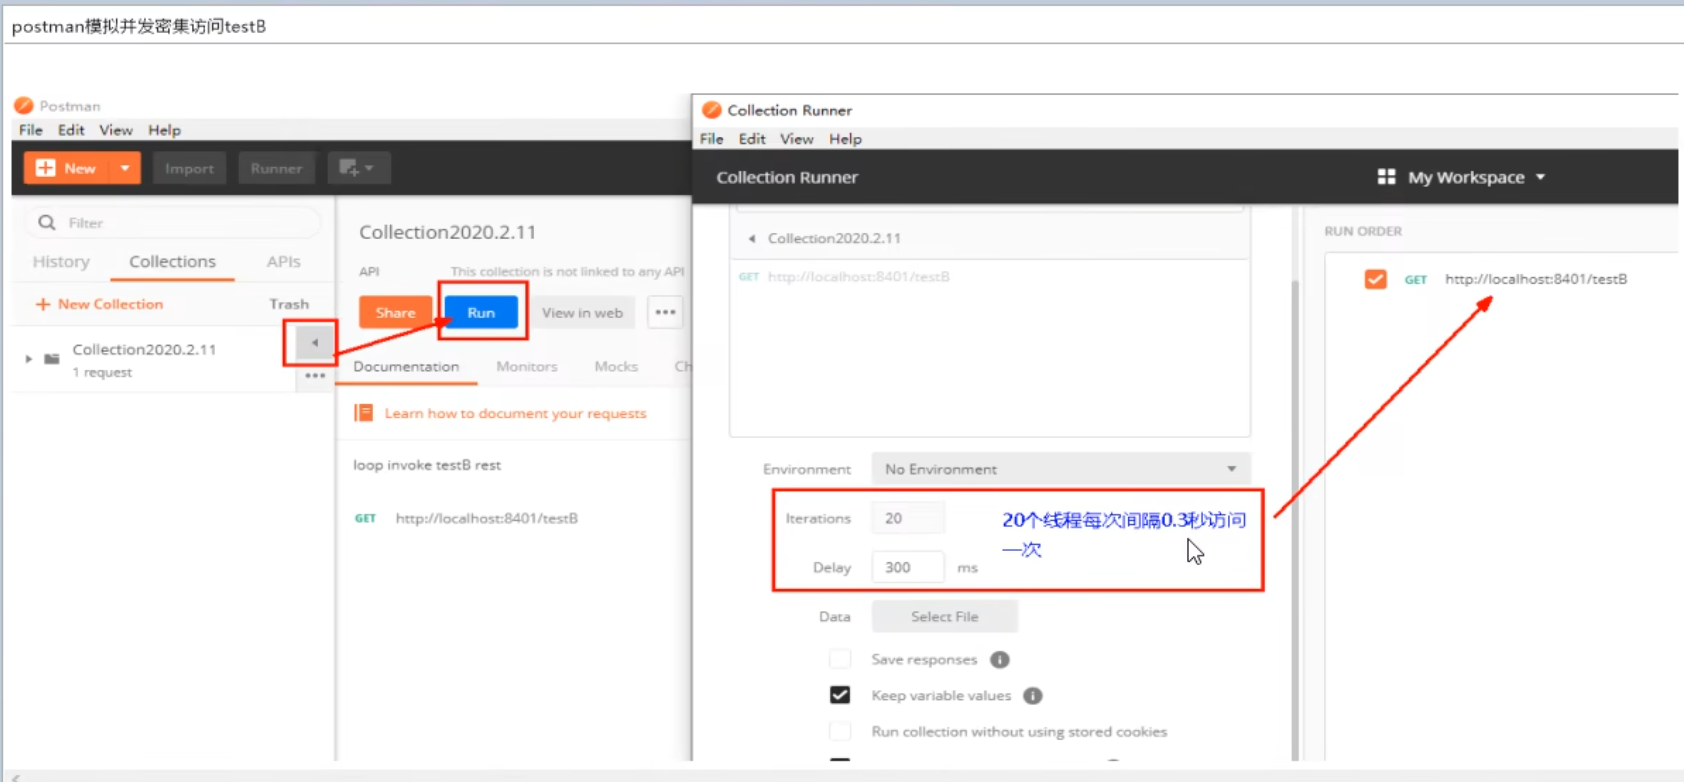 postman模拟并发密集访问testB
Postman
File Edit View Help
New Import Runner
Filter
History Collections APIs
New Collection Trash
Collection2020.2.11
1 request
Collection2020.2.11
API This collection is not linked to any API
Share Run View in web
Documentation Monitors Mocks Ch
Learn how to document your requests
loop invoke testB rest
GET http://localhost:8401/testB
Collection Runner
File Edit View Help
Collection Runner My Workspace
Collection2020.2.11
GET http://localhost:8401/testB
Environment No Environment
Iterations 20
Delay 300 ms
20个线程每次间隔0.3秒访问
一次
Data Select File
Save responses
Keep variable values
Run collection without using stored cookies
RUN ORDER
GET http://localhost:8401/testB